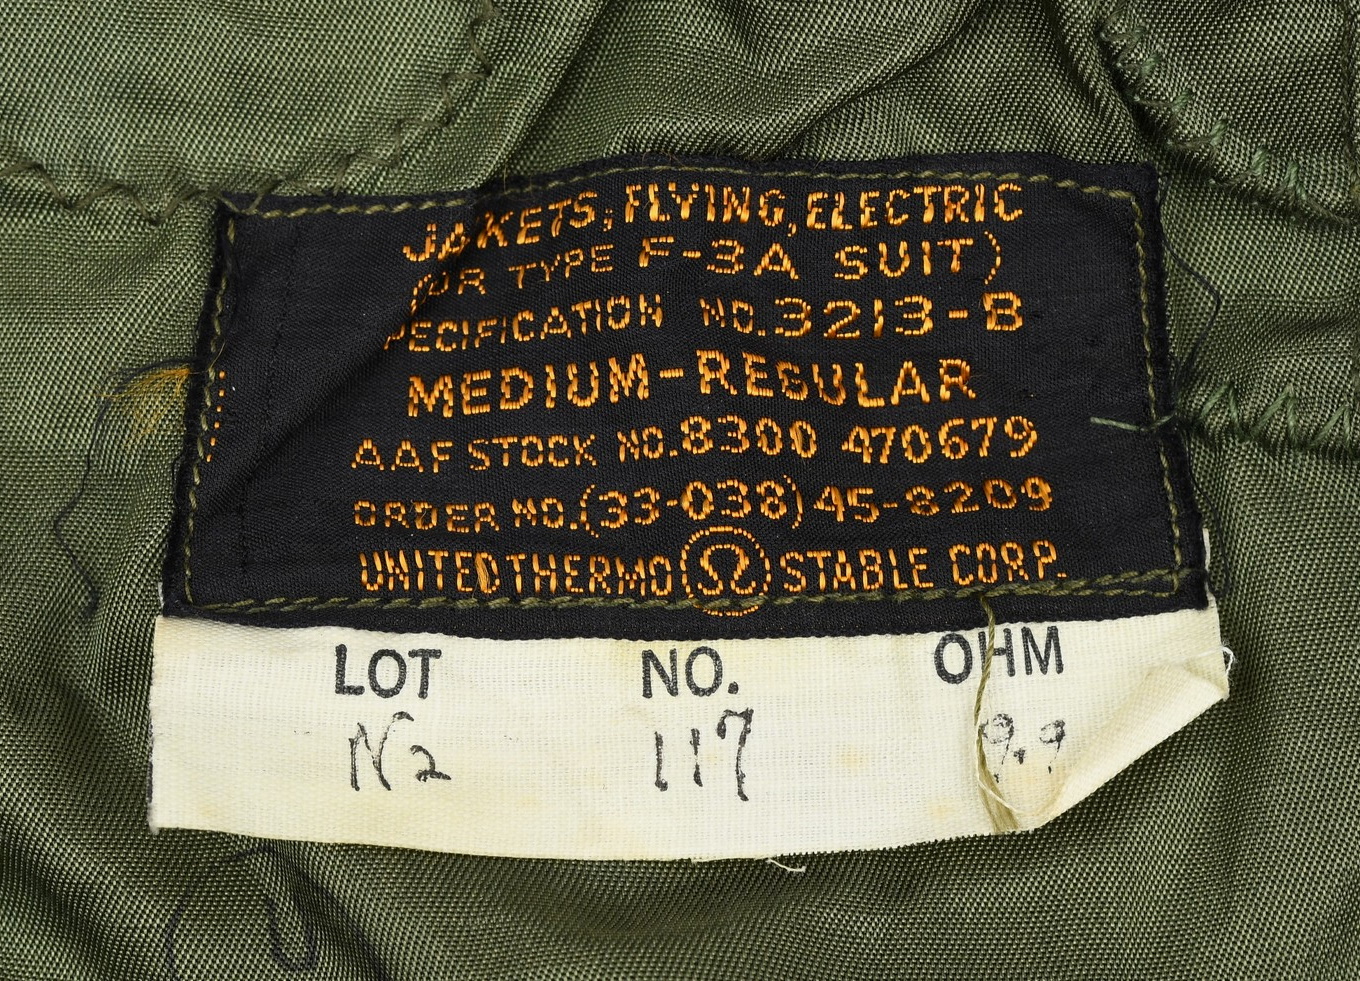 JACKETS, FLYING, ELECTRIC
(FOR TYPE F-3A SUIT)
SPECIFICATION NO. 3213-B
MEDIUM-REGULAR
AAF STOCK NO. 8300 470679
ORDER NO. (33-038) 45-8209
UNITED THERMO Ω STABLE CORP.
LOT NO. OHM
N2 117 9.9